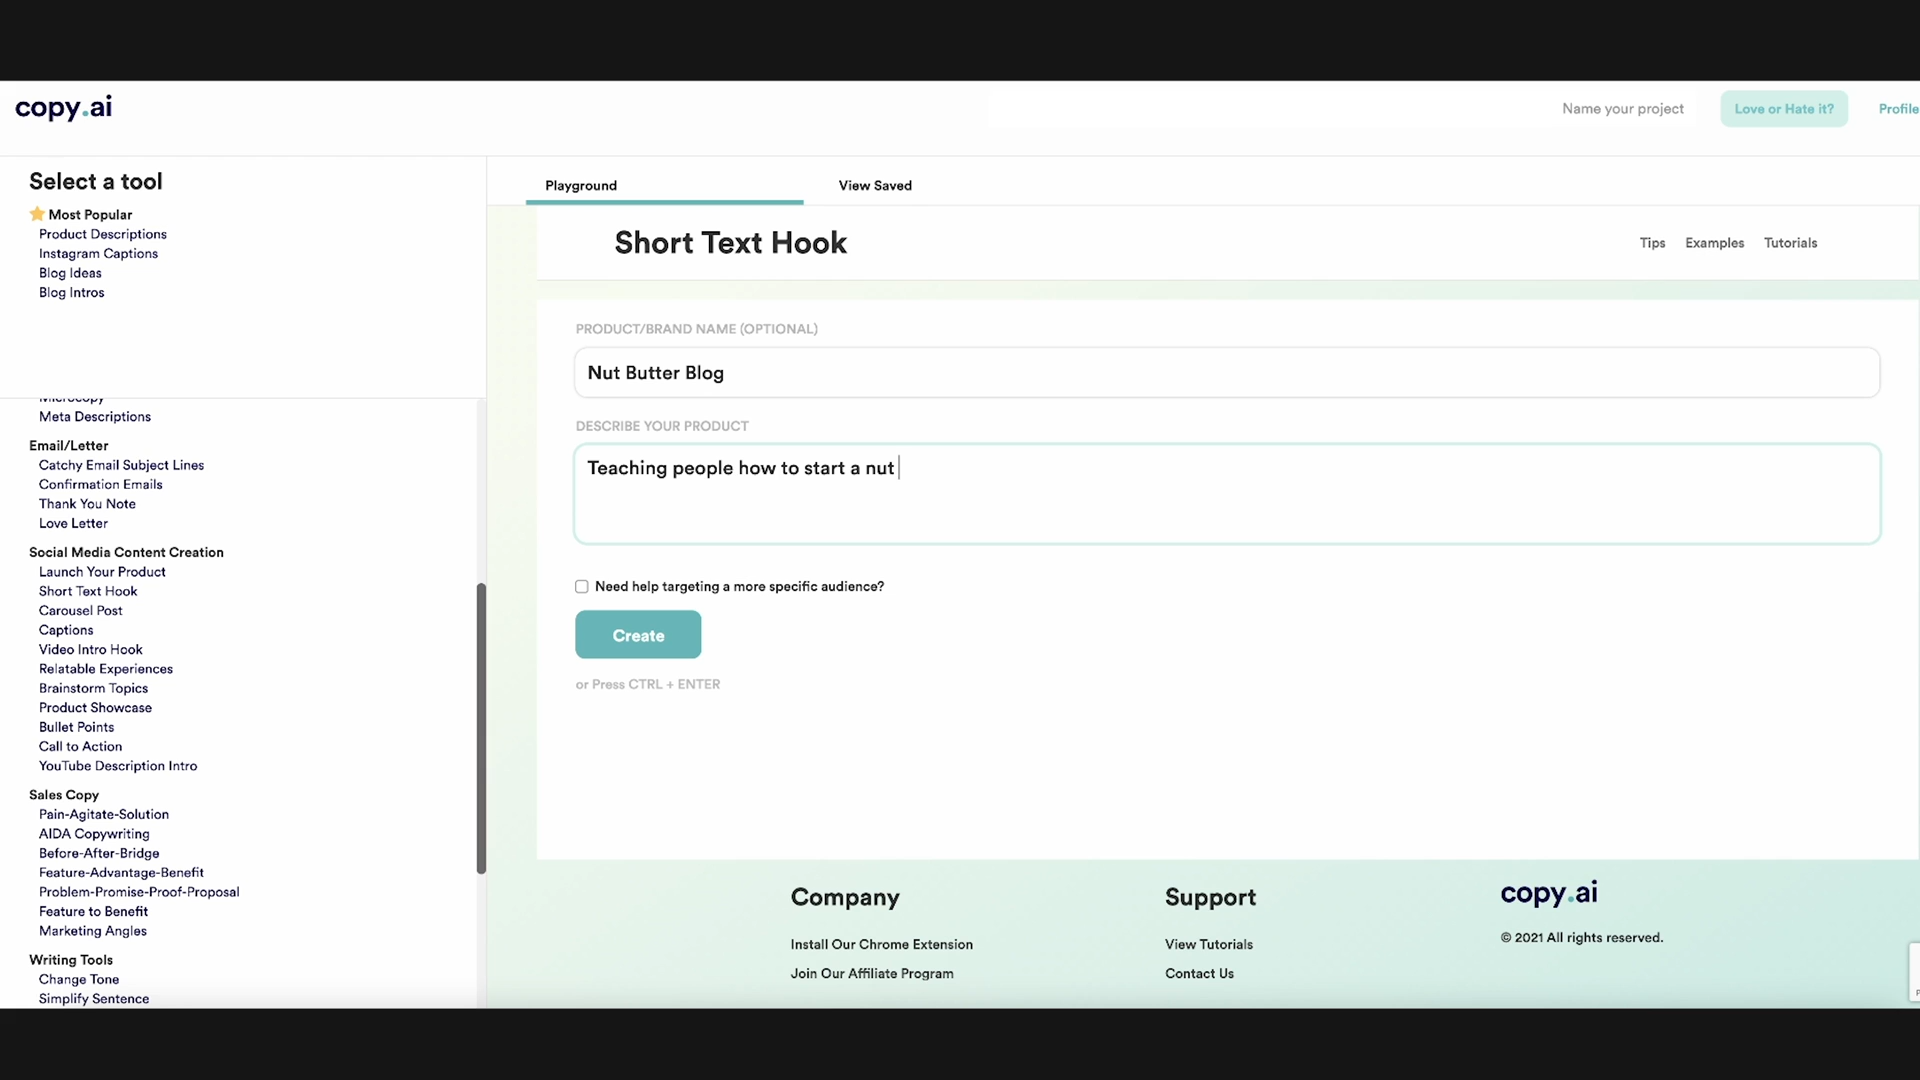 copy.ai
Name your project
Love or Hate it?
Profile
Select a tool
Most Popular
Product Descriptions
Instagram Captions
Blog Ideas
Blog Intros
Microcopy
Meta Descriptions
Email/Letter
Catchy Email Subject Lines
Confirmation Emails
Thank You Note
Love Letter
Social Media Content Creation
Launch Your Product
Short Text Hook
Carousel Post
Captions
Video Intro Hook
Relatable Experiences
Brainstorm Topics
Product Showcase
Bullet Points
Call to Action
YouTube Description Intro
Sales Copy
Pain-Agitate-Solution
AIDA Copywriting
Before-After-Bridge
Feature-Advantage-Benefit
Problem-Promise-Proof-Proposal
Feature to Benefit
Marketing Angles
Writing Tools
Change Tone
Simplify Sentence
Playground
View Saved
Short Text Hook
Tips
Examples
Tutorials
PRODUCT/BRAND NAME (OPTIONAL)
Nut Butter Blog
DESCRIBE YOUR PRODUCT
Teaching people how to start a nut
Need help targeting a more specific audience?
Create
or Press CTRL + ENTER
Company
Install Our Chrome Extension
Join Our Affiliate Program
Support
View Tutorials
Contact Us
copy.ai
© 2021 All rights reserved.